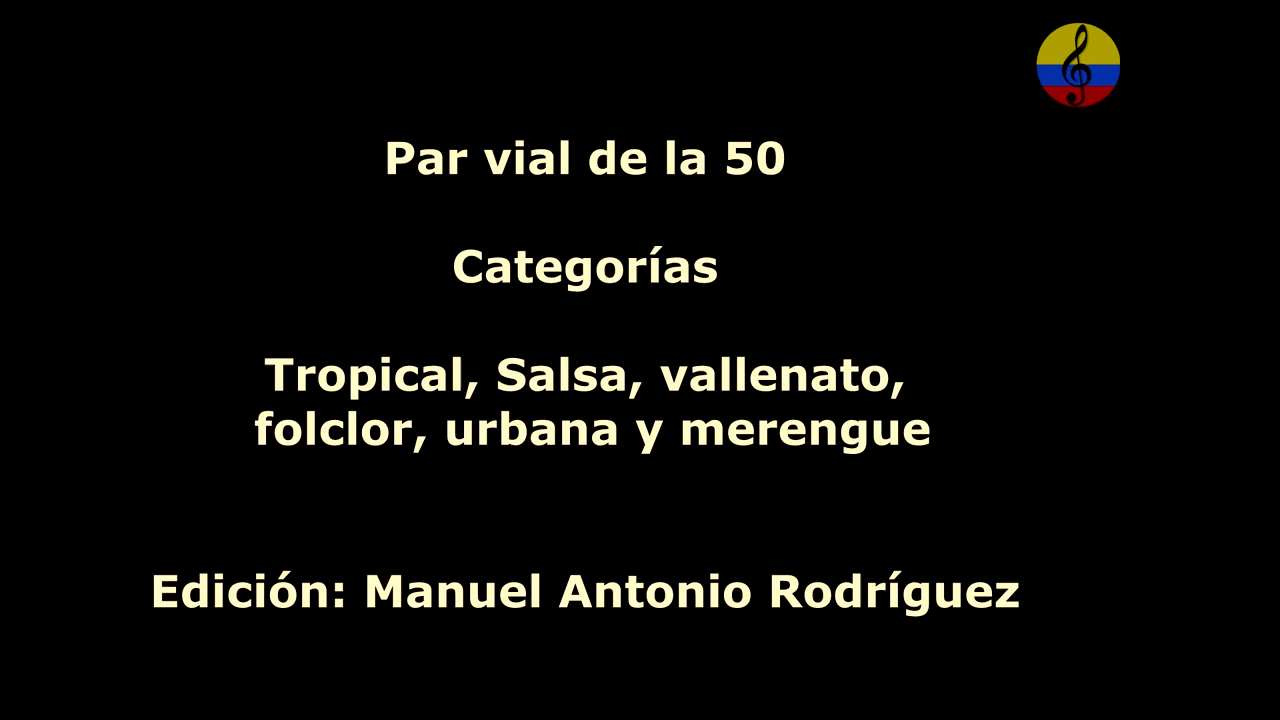 Par vial de la 50
Categorías
Tropical, Salsa, vallenato,
folclor, urbana y merengue
Edición: Manuel Antonio Rodríguez